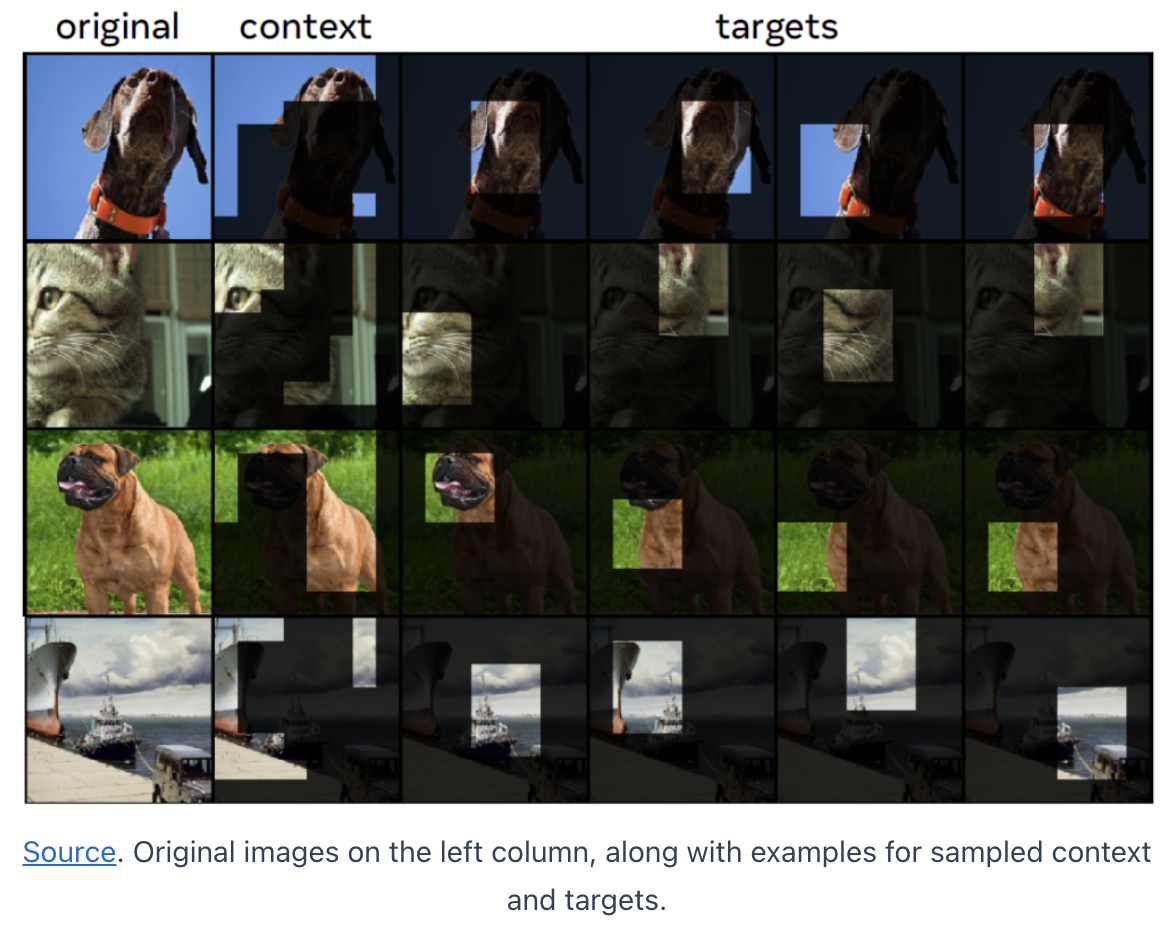 original context targets
Source. Original images on the left column, along with examples for sampled context
and targets.